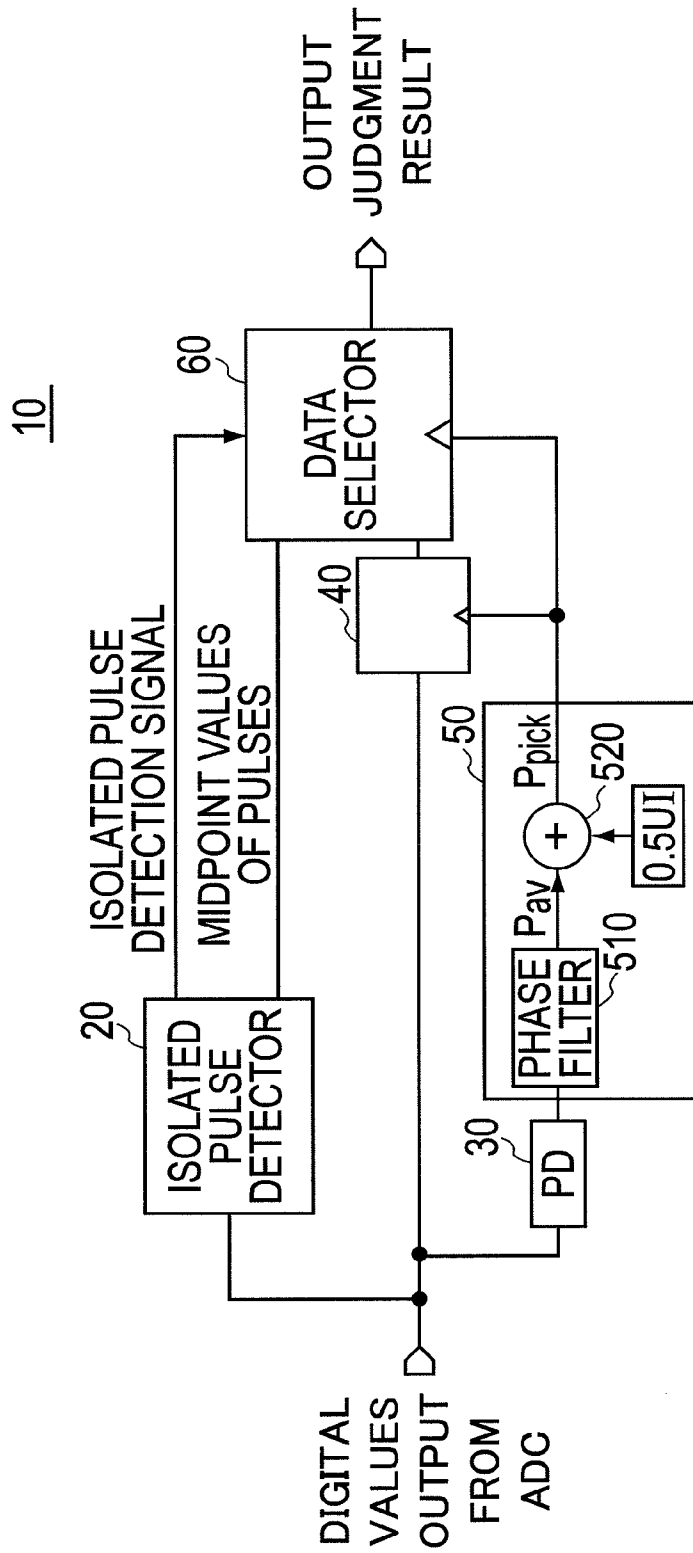 10
ISOLATED PULSE
DETECTION SIGNAL
MIDPOINT VALUES
OF PULSES
20
ISOLATED
PULSE
DETECTOR
60
DATA
SELECTOR
OUTPUT
JUDGMENT
RESULT
40
DIGITAL
VALUES
OUTPUT
FROM
ADC
30
PD
50
PHASE
FILTER
510
Pav
+
Ppick
520
0.5UI